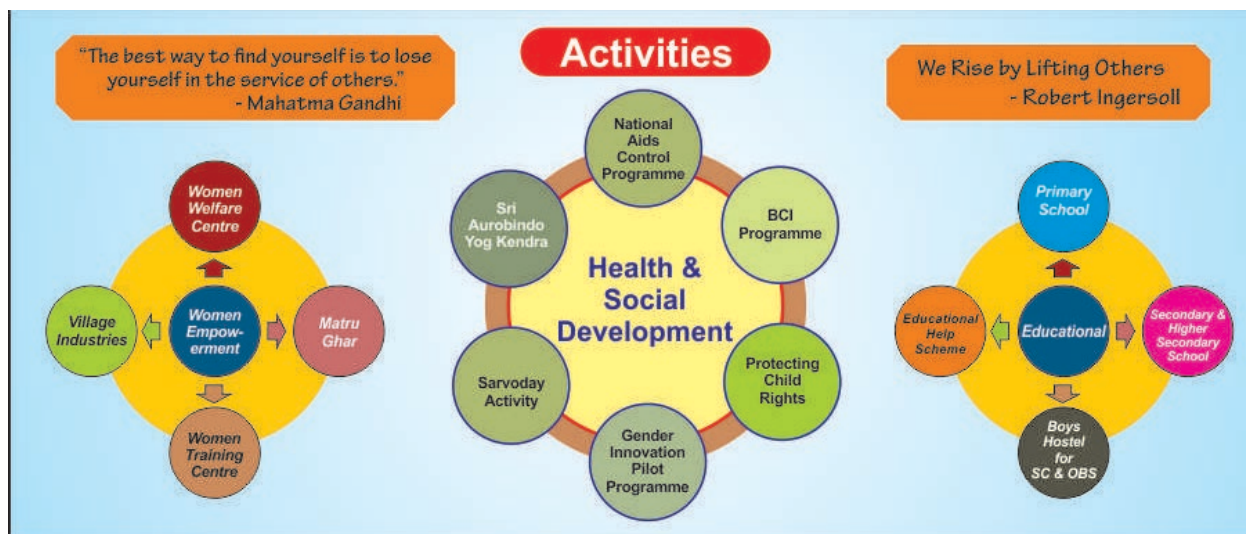 "The best way to find yourself is to lose
yourself in the service of others."
- Mahatma Gandhi
Activities
We Rise by Lifting Others
- Robert Ingersoll
Women
Welfare
Centre
Village
Industries
Women
Empow-
erment
Matru
Ghar
Women
Training
Centre
National
Aids
Control
Programme
Sri
Aurobindo
Yog Kendra
BCI
Programme
Health &
Social
Development
Sarvoday
Activity
Protecting
Child
Rights
Gender
Innovation
Pilot
Programme
Primary
School
Educational
Help
Scheme
Educational
Secondary &
Higher
Secondary
School
Boys
Hostel
for
SC & OBS